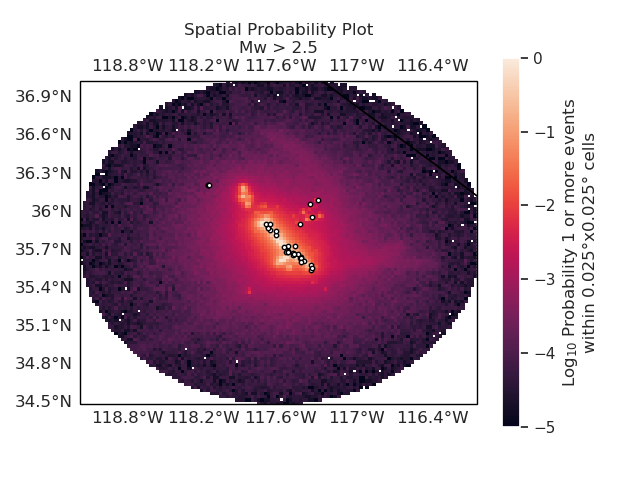 Spatial Probability Plot
Mw > 2.5
118.8°W 118.2°W 117.6°W 117°W 116.4°W
36.9°N
36.6°N
36.3°N
36°N
35.7°N
35.4°N
35.1°N
34.8°N
34.5°N
118.8°W 118.2°W 117.6°W 117°W 116.4°W
0
−1
−2
−3
−4
−5
Log₁₀ Probability 1 or more events
within 0.025°x0.025° cells